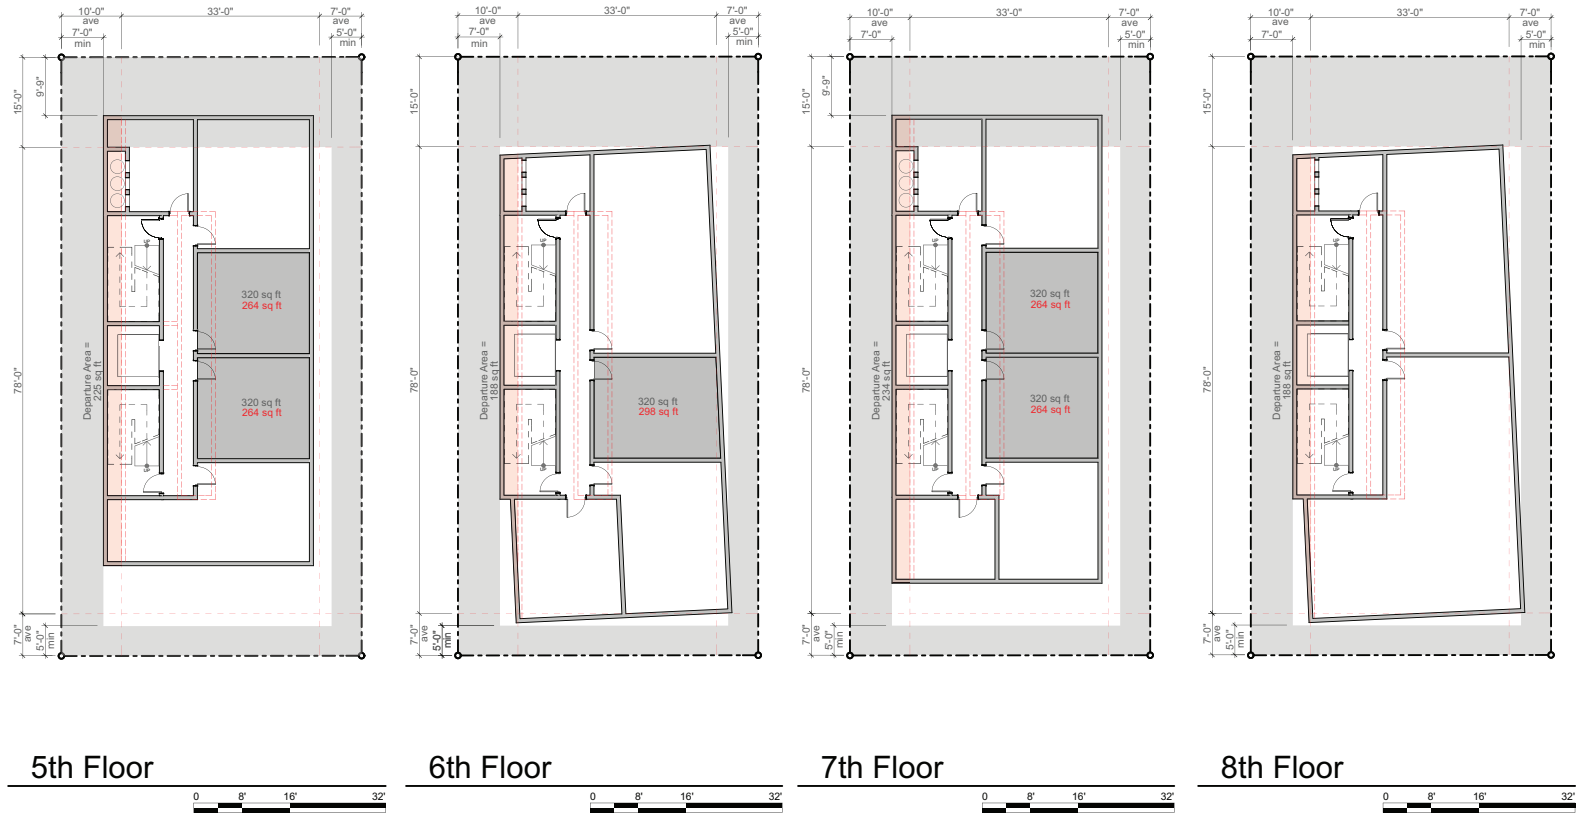 10'-0"
ave
33'-0"
7'-0"
ave
7'-0"
min
5'-0"
min
15'-0"
9'-9"
UP
320 sq ft
264 sq ft
Departure Area =
225 sq ft
78'-0"
320 sq ft
264 sq ft
UP
7'-0"
ave
5'-0"
min
5th Floor
0 8' 16' 32'
10'-0"
ave
33'-0"
7'-0"
ave
7'-0"
min
5'-0"
min
15'-0"
UP
Departure Area =
188 sq ft
78'-0"
320 sq ft
298 sq ft
UP
7'-0"
ave
5'-0"
min
6th Floor
0 8' 16' 32'
10'-0"
ave
33'-0"
7'-0"
ave
7'-0"
5'-0"
min
15'-0"
9'-9"
UP
320 sq ft
264 sq ft
Departure Area =
234 sq ft
78'-0"
320 sq ft
264 sq ft
UP
7'-0"
ave
5'-0"
min
7th Floor
0 8' 16' 32'
10'-0"
ave
33'-0"
7'-0"
ave
7'-0"
5'-0"
min
15'-0"
UP
Departure Area =
188 sq ft
78'-0"
UP
7'-0"
ave
5'-0"
min
8th Floor
0 8' 16' 32'